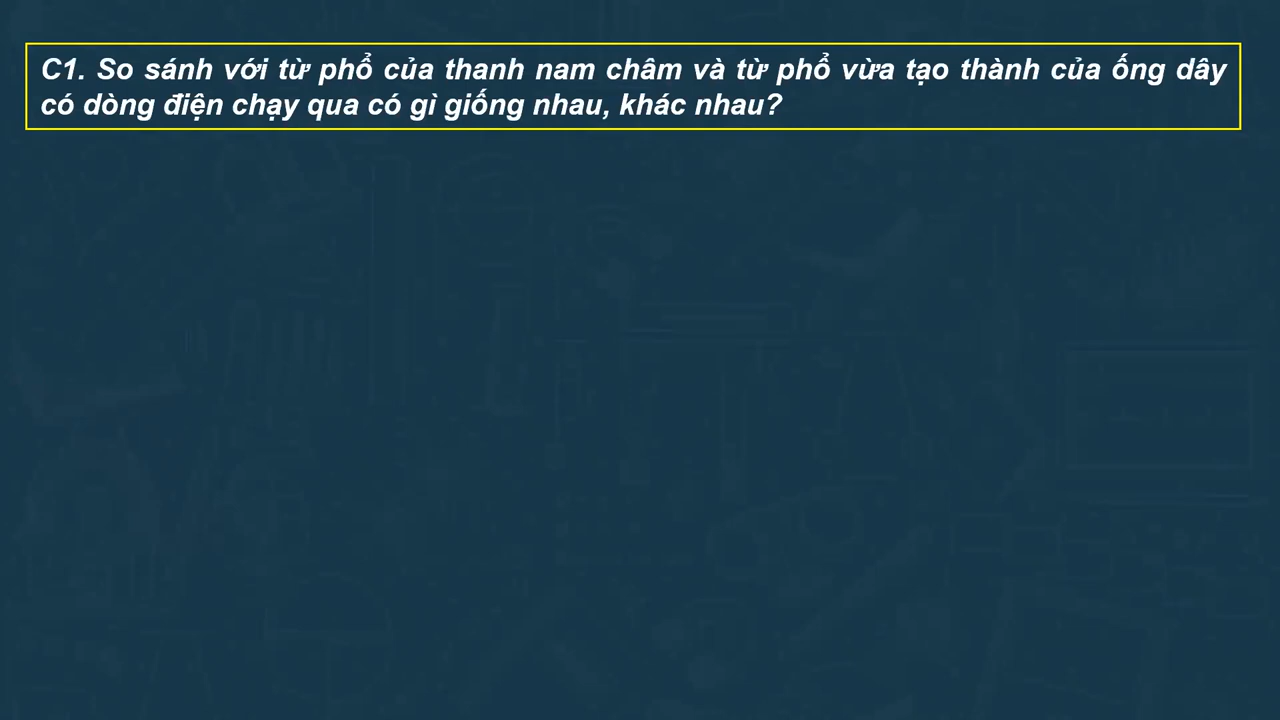 C1. So sánh với từ phổ của thanh nam châm và từ phổ vừa tạo thành của ống dây
có dòng điện chạy qua có gì giống nhau, khác nhau?